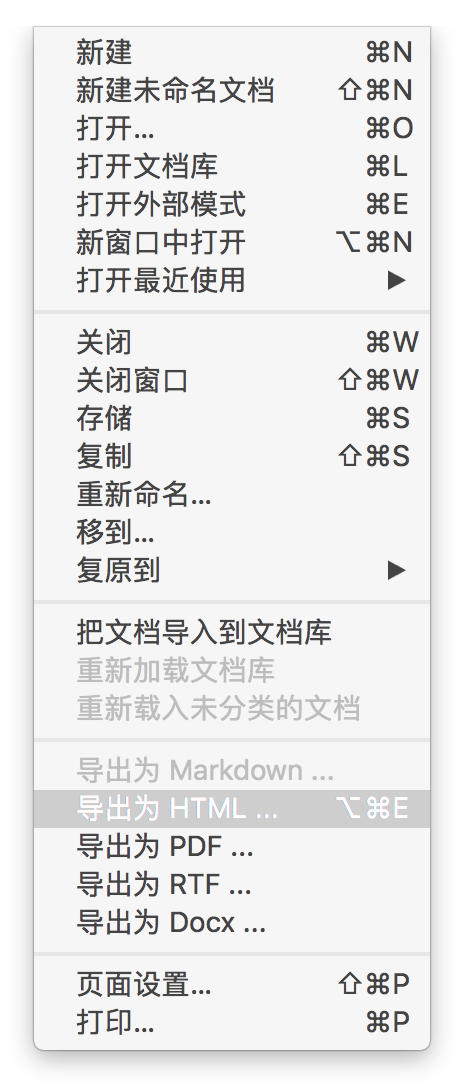 新建 ⌘N
新建未命名文档 ⇧⌘N
打开... ⌘O
打开文档库 ⌘L
打开外部模式 ⌘E
新窗口中打开 ⌥⌘N
打开最近使用 ▶
关闭 ⌘W
关闭窗口 ⇧⌘W
存储 ⌘S
复制 ⇧⌘S
重新命名...
移到...
复原到 ▶
把文档导入到文档库
重新加载文档库
重新载入未分类的文档
导出为 Markdown ...
导出为 HTML ... ⌥⌘E
导出为 PDF ...
导出为 RTF ...
导出为 Docx ...
页面设置... ⇧⌘P
打印... ⌘P